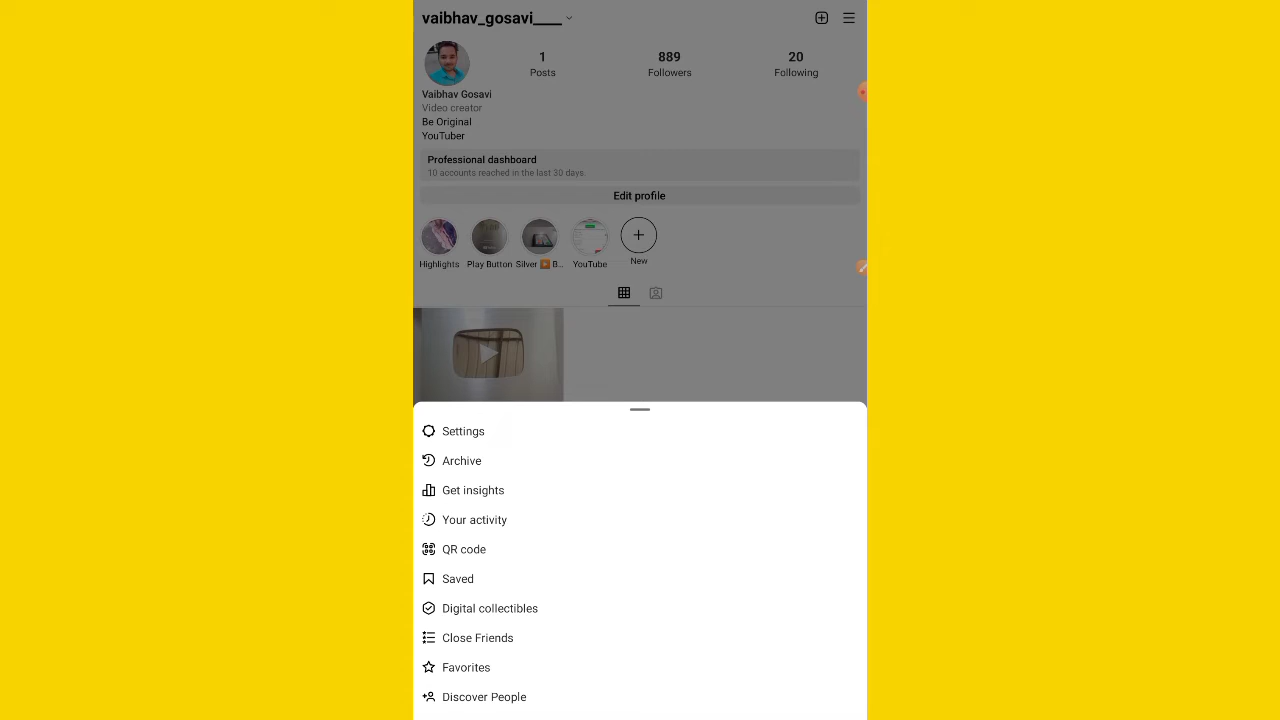 vaibhav_gosavi____
1 889 20
Posts Followers Following
Vaibhav Gosavi
Video creator
Be Original
YouTuber
Professional dashboard
10 accounts reached in the last 30 days.
Edit profile
Highlights Play Button Silver ▶️ B... YouTube New
Settings
Archive
Get insights
Your activity
QR code
Saved
Digital collectibles
Close Friends
Favorites
Discover People